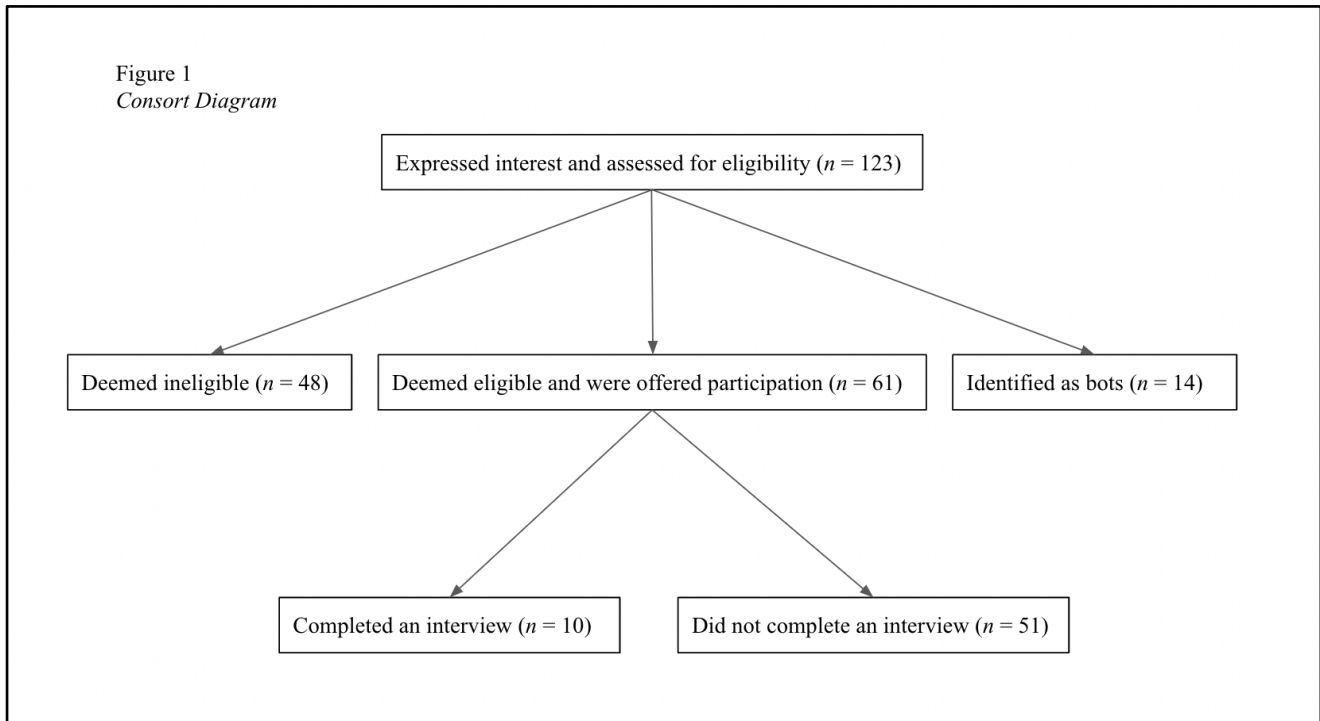 Figure 1
Consort Diagram
Expressed interest and assessed for eligibility (n = 123)
Deemed ineligible (n = 48)
Deemed eligible and were offered participation (n = 61)
Identified as bots (n = 14)
Completed an interview (n = 10)
Did not complete an interview (n = 51)